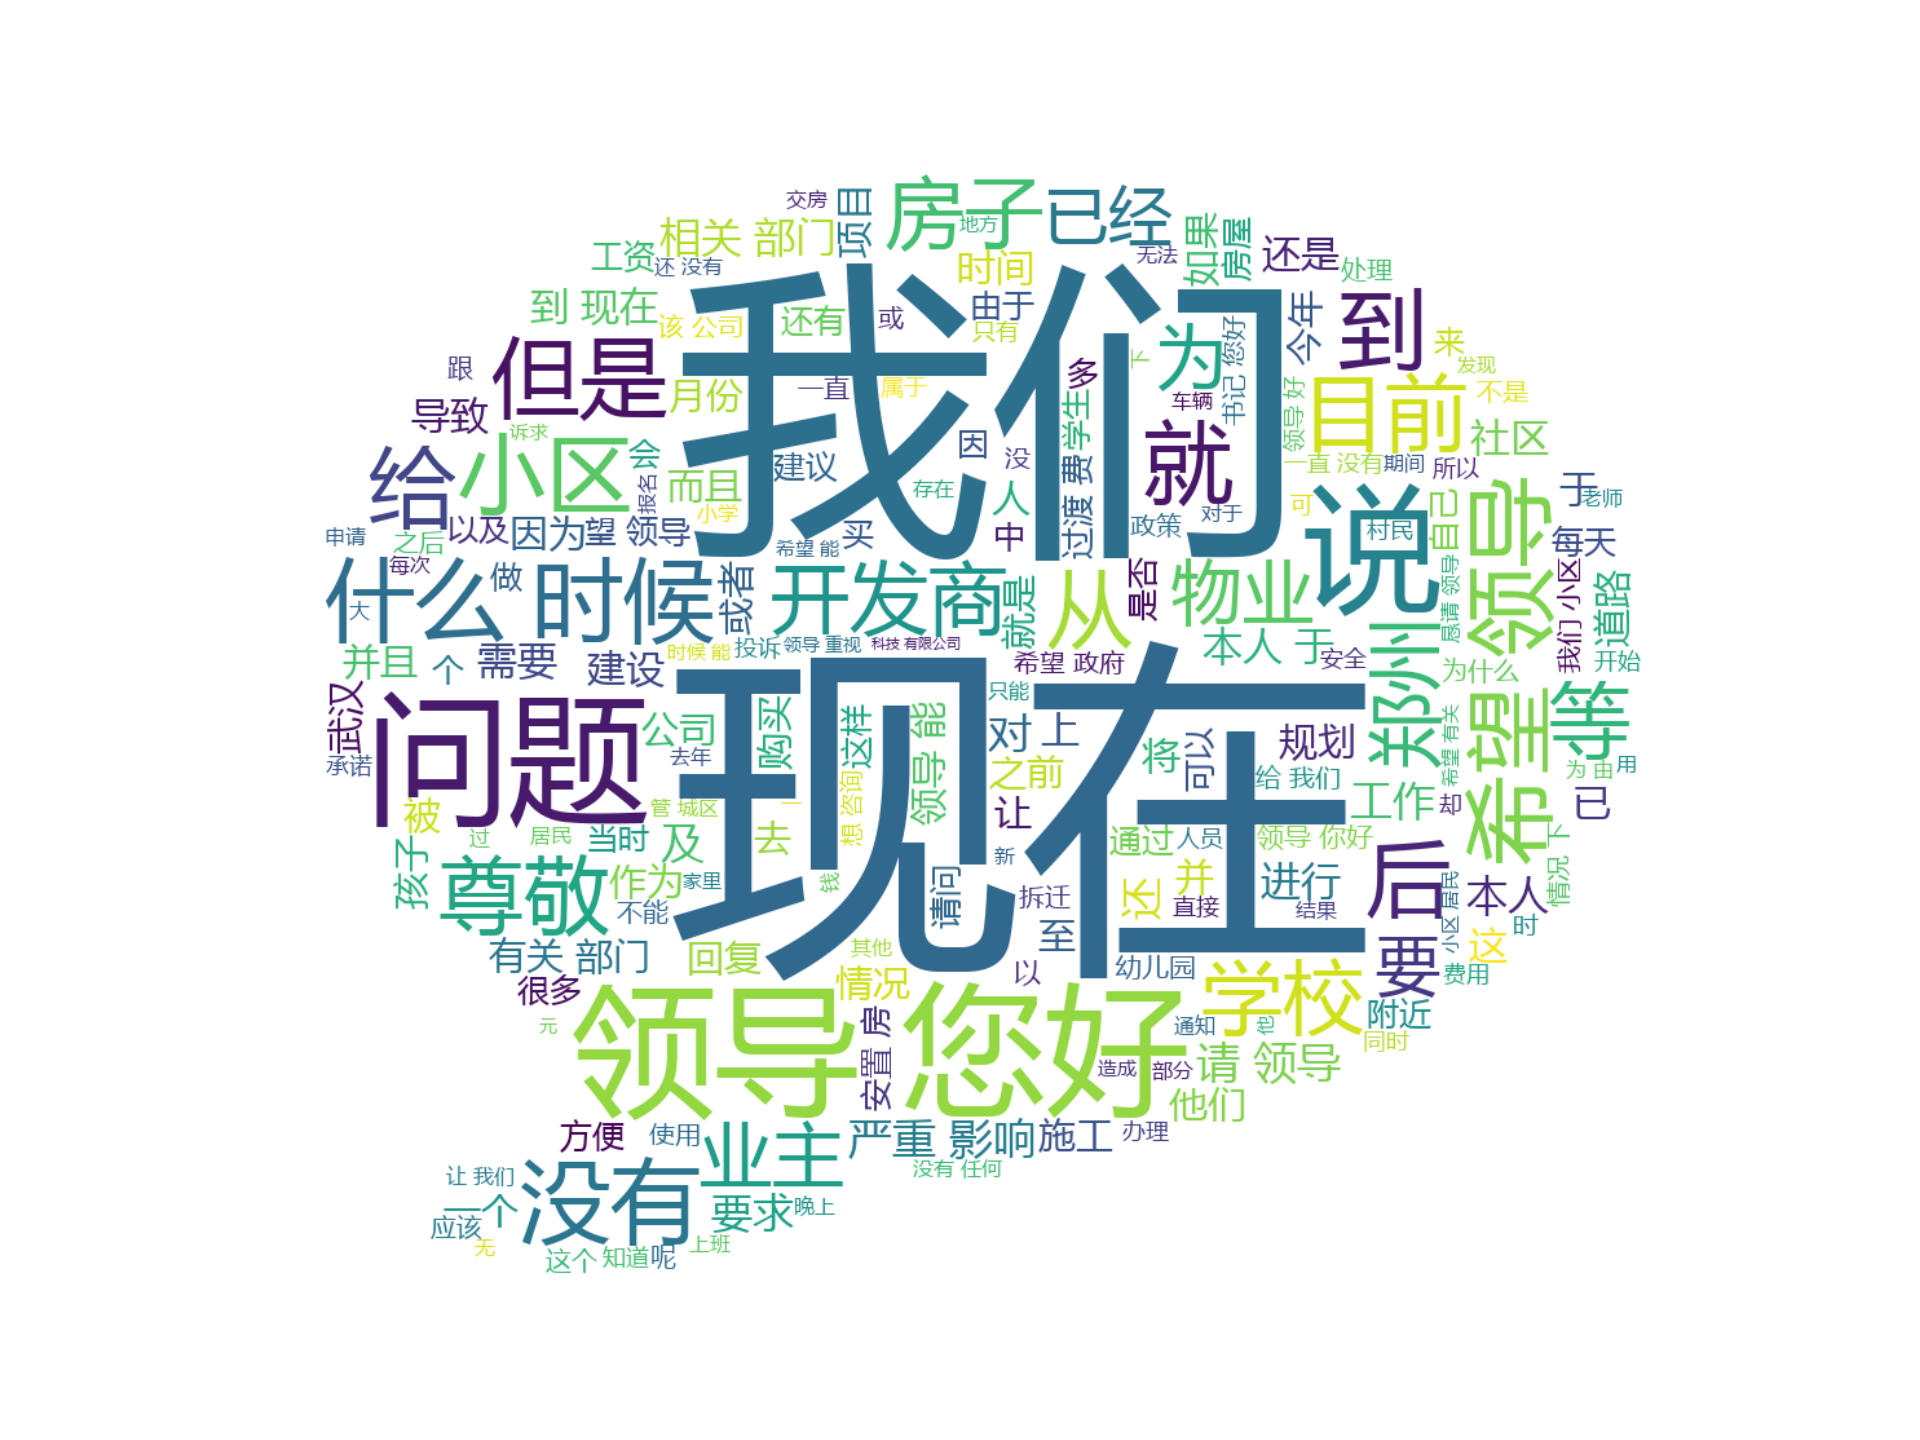 交房
房子
已经
项目
地方
相关 部门
工资
还 没有
时间
无法
如果
房屋
还是
处理
到 现在
该 公司
还有
或
由于
只有
我们
为
书记 您好
今年
到
来
发现
跟
但是
月份
一直
属于
多
下
车辆
领导 好
目前
不是
导致
诉求
小区
会
建议
因
没
学生
就
一直 没有
期间
所以
社区
给
报名
而且
小学
存在
人
过渡 费
政策
对于
可
说
村民
自己
领导
于
老师
申请
之后
以及
因为
望 领导
希望 能
买
中
每天
每次
什么
大
做
时候
或者
开发商
就是
从
是否
物业
恳请 领导
我们 小区
道路
并且
个
需要
建设
时候 能
投诉
领导 重视
科技 有限公司
希望 政府
本人 于
安全
郑州
为什么
开始
武汉
承诺
问题
公司
去年
购买
这样
领导 能
现在
只能
对
上
之前
将
可以
规划
给 我们
希望 有关
希望
等
为 由
用
被
过
居民
管 城区
想 咨询
一
让
工作
却
已
孩子
当时
及
去
新
通过
人员
领导 你好
情况 下
尊敬
作为
家里
不能
钱
请问
拆迁
还
并
直接
进行
结果
后
本人
时
小区 居民
有关 部门
回复
其他
至
要
这
很多
情况
以
幼儿园
学校
费用
元
领导 您好
安置 房
通知
他
附近
同时
造成
部分
请 领导
他们
方便
使用
业主
严重 影响
施工
办理
让 我们
没有
没有 任何
一个
应该
要求
晚上
无
这个
知道
呢
上班